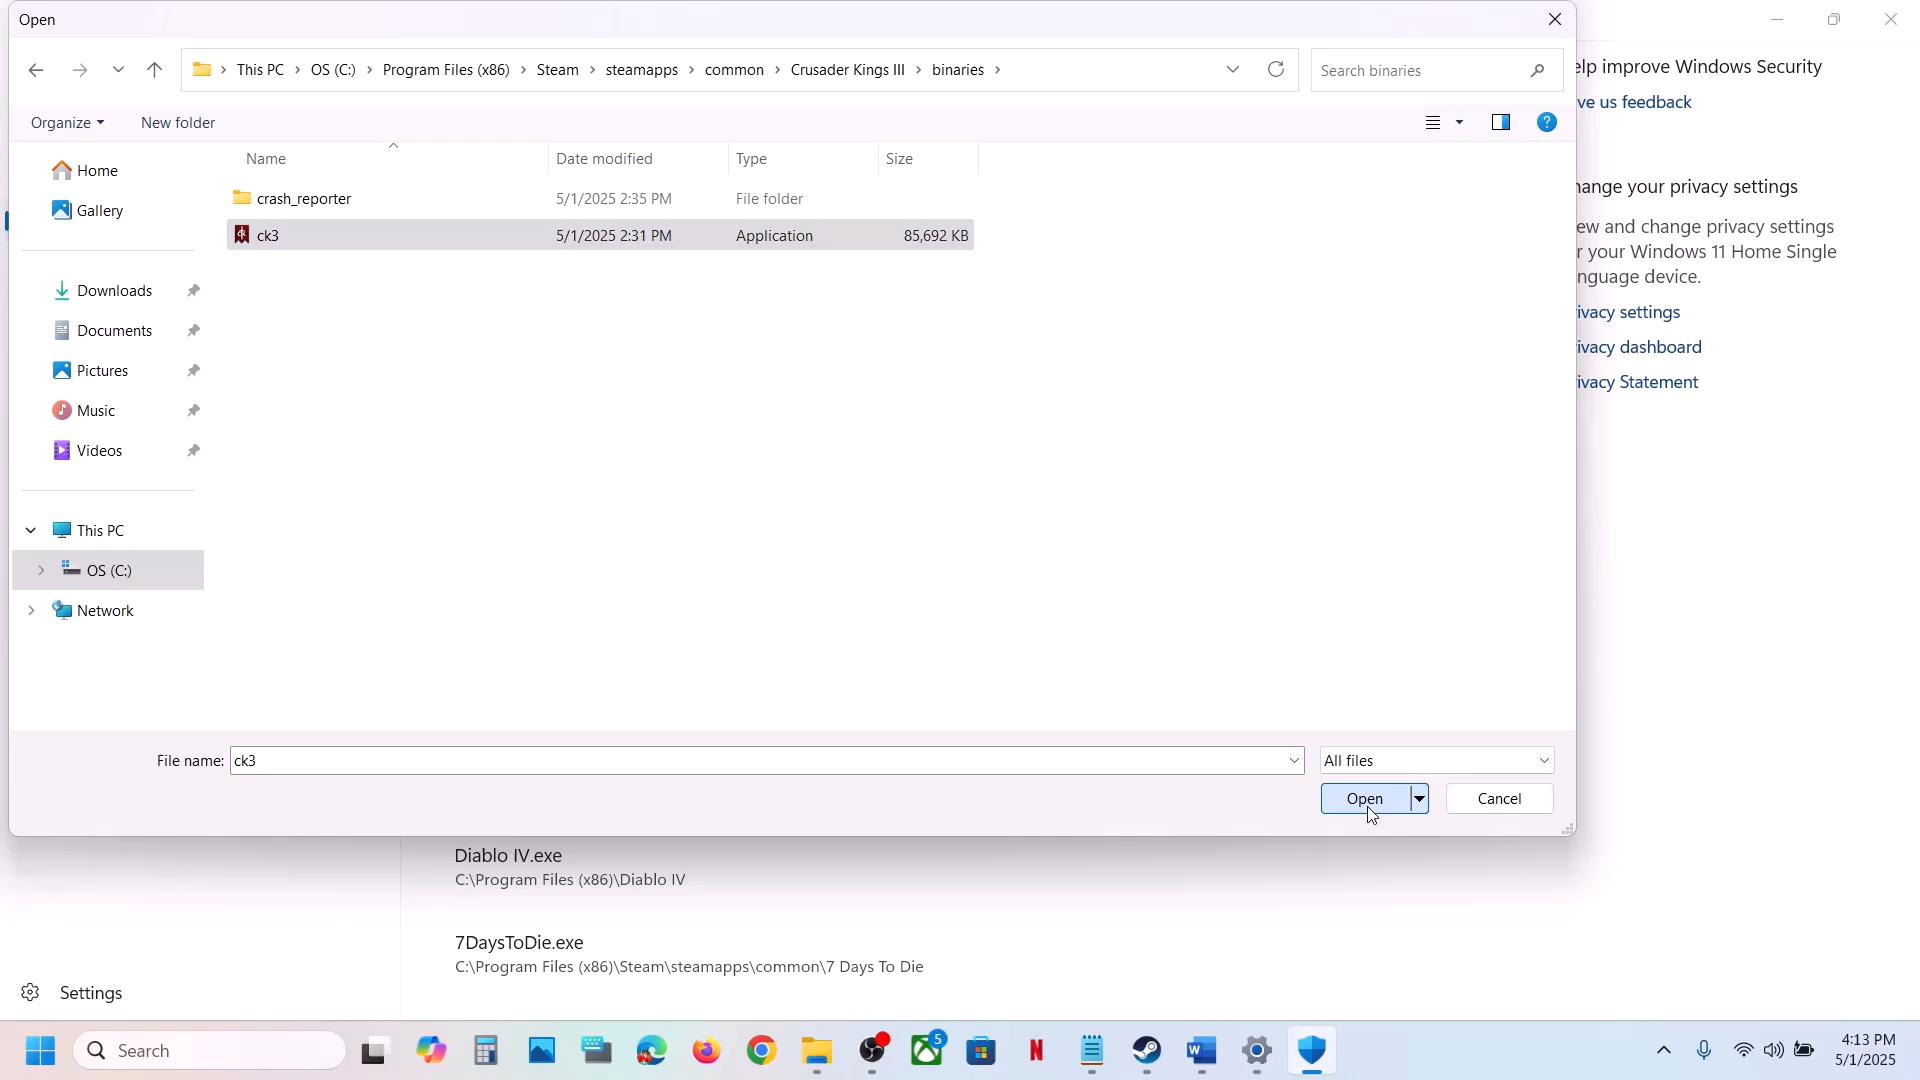 Open
This PC > OS (C:) > Program Files (x86) > Steam > steamapps > common > Crusader Kings III > binaries >
Search binaries
Organize
New folder
Name
Date modified
Type
Size
crash_reporter
5/1/2025 2:35 PM
File folder
ck3
5/1/2025 2:31 PM
Application
85,692 KB
Home
Gallery
Downloads
Documents
Pictures
Music
Videos
This PC
OS (C:)
Network
File name:
ck3
All files
Open
Cancel
elp improve Windows Security
ve us feedback
hange your privacy settings
ew and change privacy settings
r your Windows 11 Home Single
nguage device.
ivacy settings
ivacy dashboard
ivacy Statement
Diablo IV.exe
C:\Program Files (x86)\Diablo IV
7DaysToDie.exe
C:\Program Files (x86)\Steam\steamapps\common\7 Days To Die
Settings
Search
5
4:13 PM
5/1/2025